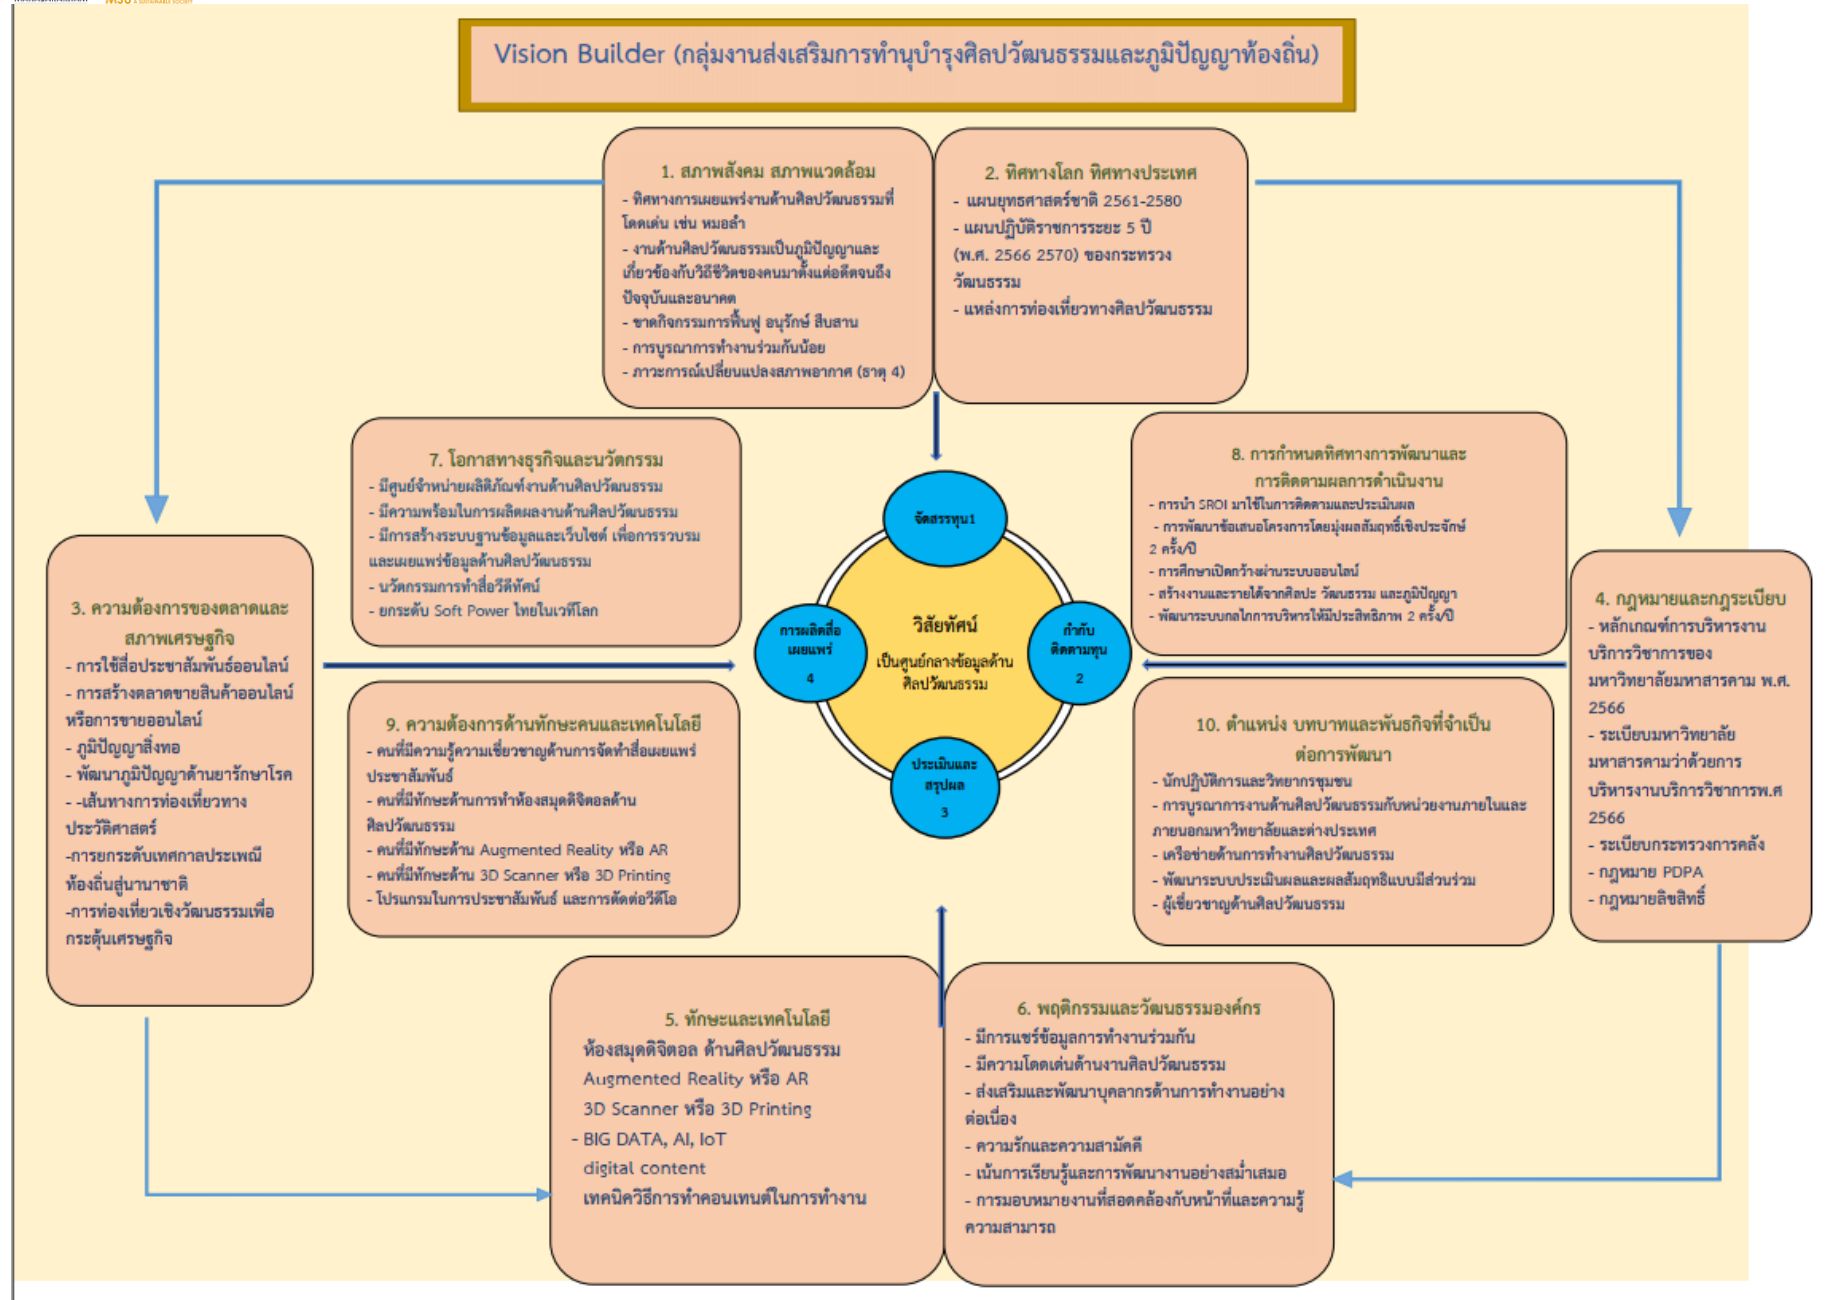 MSU & SUSTAINABLE SOCIETY
Vision Builder (กลุ่มงานส่งเสริมการทำนุบำรุงศิลปวัฒนธรรมและภูมิปัญญาท้องถิ่น)
1. สภาพสังคม สภาพแวดล้อม
- ทิศทางการเผยแพร่งานด้านศิลปวัฒนธรรมที่
โดดเด่น เช่น หมอลำ
- งานด้านศิลปวัฒนธรรมเป็นภูมิปัญญาและ
เกี่ยวข้องกับวิถีชีวิตของคนมาตั้งแต่อดีตจนถึง
ปัจจุบันและอนาคต
- ขาดกิจกรรมการฟื้นฟู อนุรักษ์ สืบสาน
- การบูรณาการทำงานร่วมกันน้อย
- ภาวะการณ์เปลี่ยนแปลงสภาพอากาศ (ธาตุ 4)
2. ทิศทางโลก ทิศทางประเทศ
- แผนยุทธศาสตร์ชาติ 2561-2580
- แผนปฏิบัติราชการระยะ 5 ปี
(พ.ศ. 2566 2570) ของกระทรวง
วัฒนธรรม
- แหล่งการท่องเที่ยวทางศิลปวัฒนธรรม
7. โอกาสทางธุรกิจและนวัตกรรม
- มีศูนย์จำหน่ายผลิตภัณฑ์งานด้านศิลปวัฒนธรรม
- มีความพร้อมในการผลิตผลงานด้านศิลปวัฒนธรรม
- มีการสร้างระบบฐานข้อมูลและเว็บไซต์ เพื่อการรวบรม
และเผยแพร่ข้อมูลด้านศิลปวัฒนธรรม
- นวัตกรรมการทำสื่อวีดีทัศน์
- ยกระดับ Soft Power ไทยในเวทีโลก
8. การกำหนดทิศทางการพัฒนาและ
การติดตามผลการดำเนินงาน
- การนำ SROI มาใช้ในการติดตามและประเมินผล
- การพัฒนาข้อเสนอโครงการโดยมุ่งผลสัมฤทธิ์เชิงประจักษ์
2 ครั้ง/ปี
- การศึกษาเปิดกว้างผ่านระบบออนไลน์
- สร้างงานและรายได้จากศิลปะ วัฒนธรรม และภูมิปัญญา
- พัฒนาระบบกลไกการบริหารให้มีประสิทธิภาพ 2 ครั้ง/ปี
3. ความต้องการของตลาดและ
สภาพเศรษฐกิจ
- การใช้สื่อประชาสัมพันธ์ออนไลน์
- การสร้างตลาดขายสินค้าออนไลน์
หรือการขายออนไลน์
- ภูมิปัญญาสิ่งทอ
- พัฒนาภูมิปัญญาด้านยารักษาโรค
- -เส้นทางการท่องเที่ยวทาง
ประวัติศาสตร์
-การยกระดับเทศกาลประเพณี
ท้องถิ่นสู่นานาชาติ
-การท่องเที่ยวเชิงวัฒนธรรมเพื่อ
กระตุ้นเศรษฐกิจ
จัดสรรทุน1
การผลิตสื่อ
เผยแพร่
4
วิสัยทัศน์
เป็นศูนย์กลางข้อมูลด้าน
ศิลปวัฒนธรรม
กำกับ
ติดตามทุน
2
ประเมินและ
สรุปผล
3
4. กฎหมายและกฎระเบียบ
- หลักเกณฑ์การบริหารงาน
บริการวิชาการของ
มหาวิทยาลัยมหาสารคาม พ.ศ.
2566
- ระเบียบมหาวิทยาลัย
มหาสารคามว่าด้วยการ
บริหารงานบริการวิชาการพ.ศ
2566
- ระเบียบกระทรวงการคลัง
- กฎหมาย PDPA
- กฎหมายลิขสิทธิ์
9. ความต้องการด้านทักษะคนและเทคโนโลยี
- คนที่มีความรู้ความเชี่ยวชาญด้านการจัดทำสื่อเผยแพร่
ประชาสัมพันธ์
- คนที่มีทักษะด้านการทำห้องสมุดดิจิตอลด้าน
ศิลปวัฒนธรรม
- คนที่มีทักษะด้าน Augmented Reality หรือ AR
- คนที่มีทักษะด้าน 3D Scanner หรือ 3D Printing
- โปรแกรมในการประชาสัมพันธ์ และการตัดต่อวีดีโอ
10. ตำแหน่ง บทบาทและพันธกิจที่จำเป็น
ต่อการพัฒนา
- นักปฏิบัติการและวิทยากรชุมชน
- การบูรณาการงานด้านศิลปวัฒนธรรมกับหน่วยงานภายในและ
ภายนอกมหาวิทยาลัยและต่างประเทศ
- เครือข่ายด้านการทำงานศิลปวัฒนธรรม
- พัฒนาระบบประเมินผลและผลสัมฤทธิแบบมีส่วนร่วม
- ผู้เชี่ยวชาญด้านศิลปวัฒนธรรม
5. ทักษะและเทคโนโลยี
ห้องสมุดดิจิตอล ด้านศิลปวัฒนธรรม
Augmented Reality หรือ AR
3D Scanner หรือ 3D Printing
- BIG DATA, AI, IoT
digital content
เทคนิควิธีการทำคอนเทนต์ในการทำงาน
6. พฤติกรรมและวัฒนธรรมองค์กร
- มีการแชร์ข้อมูลการทำงานร่วมกัน
- มีความโดดเด่นด้านงานศิลปวัฒนธรรม
- ส่งเสริมและพัฒนาบุคลากรด้านการทำงานอย่าง
ต่อเนื่อง
- ความรักและความสามัคคี
- เน้นการเรียนรู้และการพัฒนางานอย่างสม่ำเสมอ
- การมอบหมายงานที่สอดคล้องกับหน้าที่และความรู้
ความสามารถ